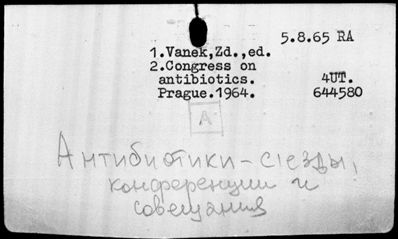 5.8.65 RA
1.Vanek,Zd.,ed.
2.Congress on
antibiotics.
Prague.1964.
4UT.
644580
A
Антибиотики-съезды,
конференции и
совещания